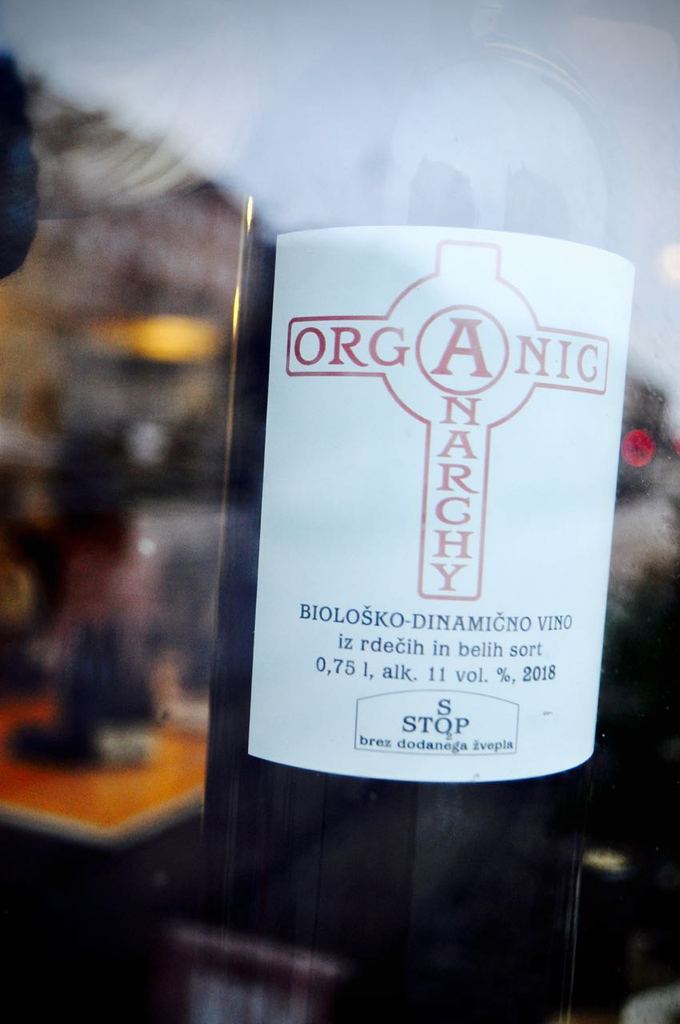 ORGANIC
ANARCHY
BIOLOŠKO-DINAMIČNO VINO
iz rdečih in belih sort
0,75 l, alk. 11 vol. %, 2018
S
STOP
2
brez dodanega žvepla